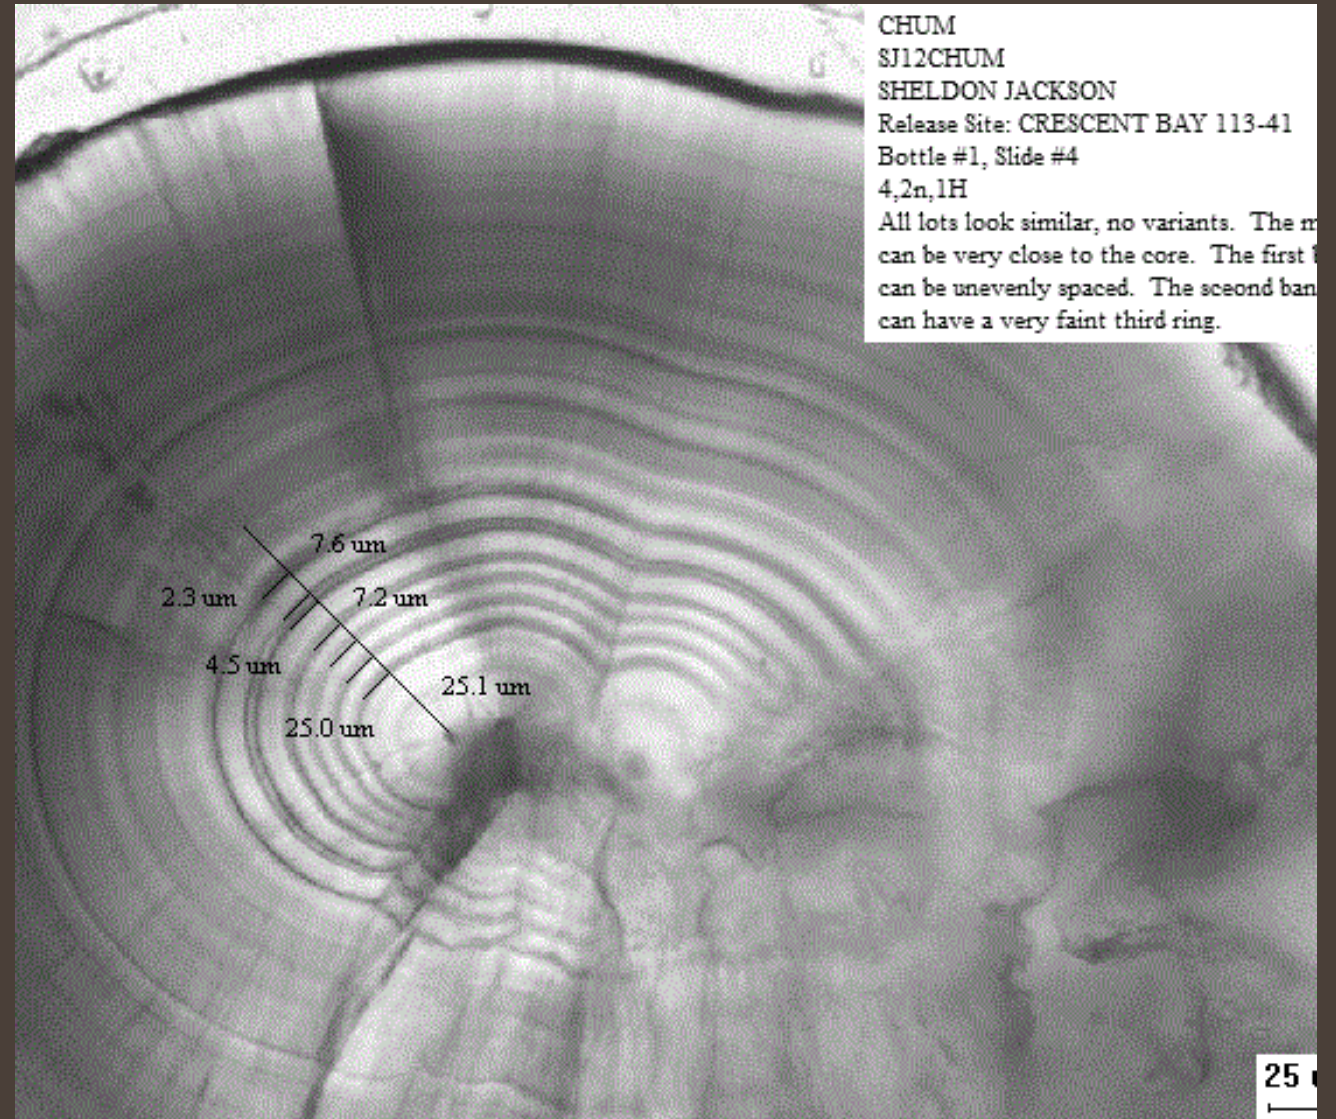 CHUM
SJ12CHUM
SHELDON JACKSON
Release Site: CRESCENT BAY 113-41
Bottle #1, Slide #4
4,2n,1H
All lots look similar, no variants. The
can be very close to the core. The first
can be unevenly spaced. The sceond
can have a very faint third ring.
7.6 um
2.3 um
7.2 um
4.5 um
25.1 um
25.0 um
25